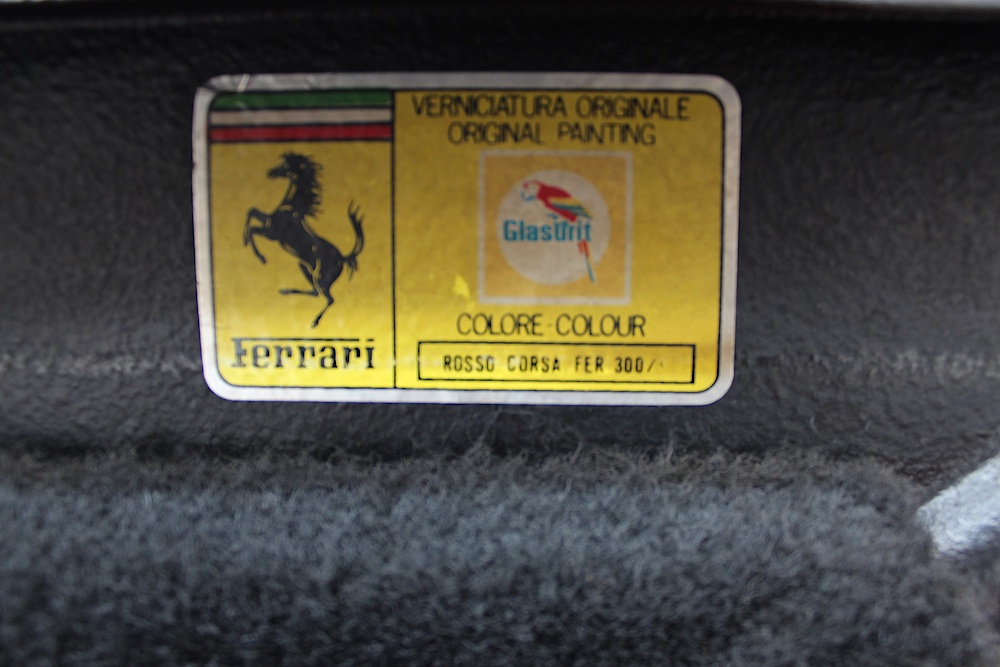 VERNICIATURA ORIGINALE
ORIGINAL PAINTING
Glasurit
COLORE-COLOUR
ROSSO CORSA FER 300/
Ferrari